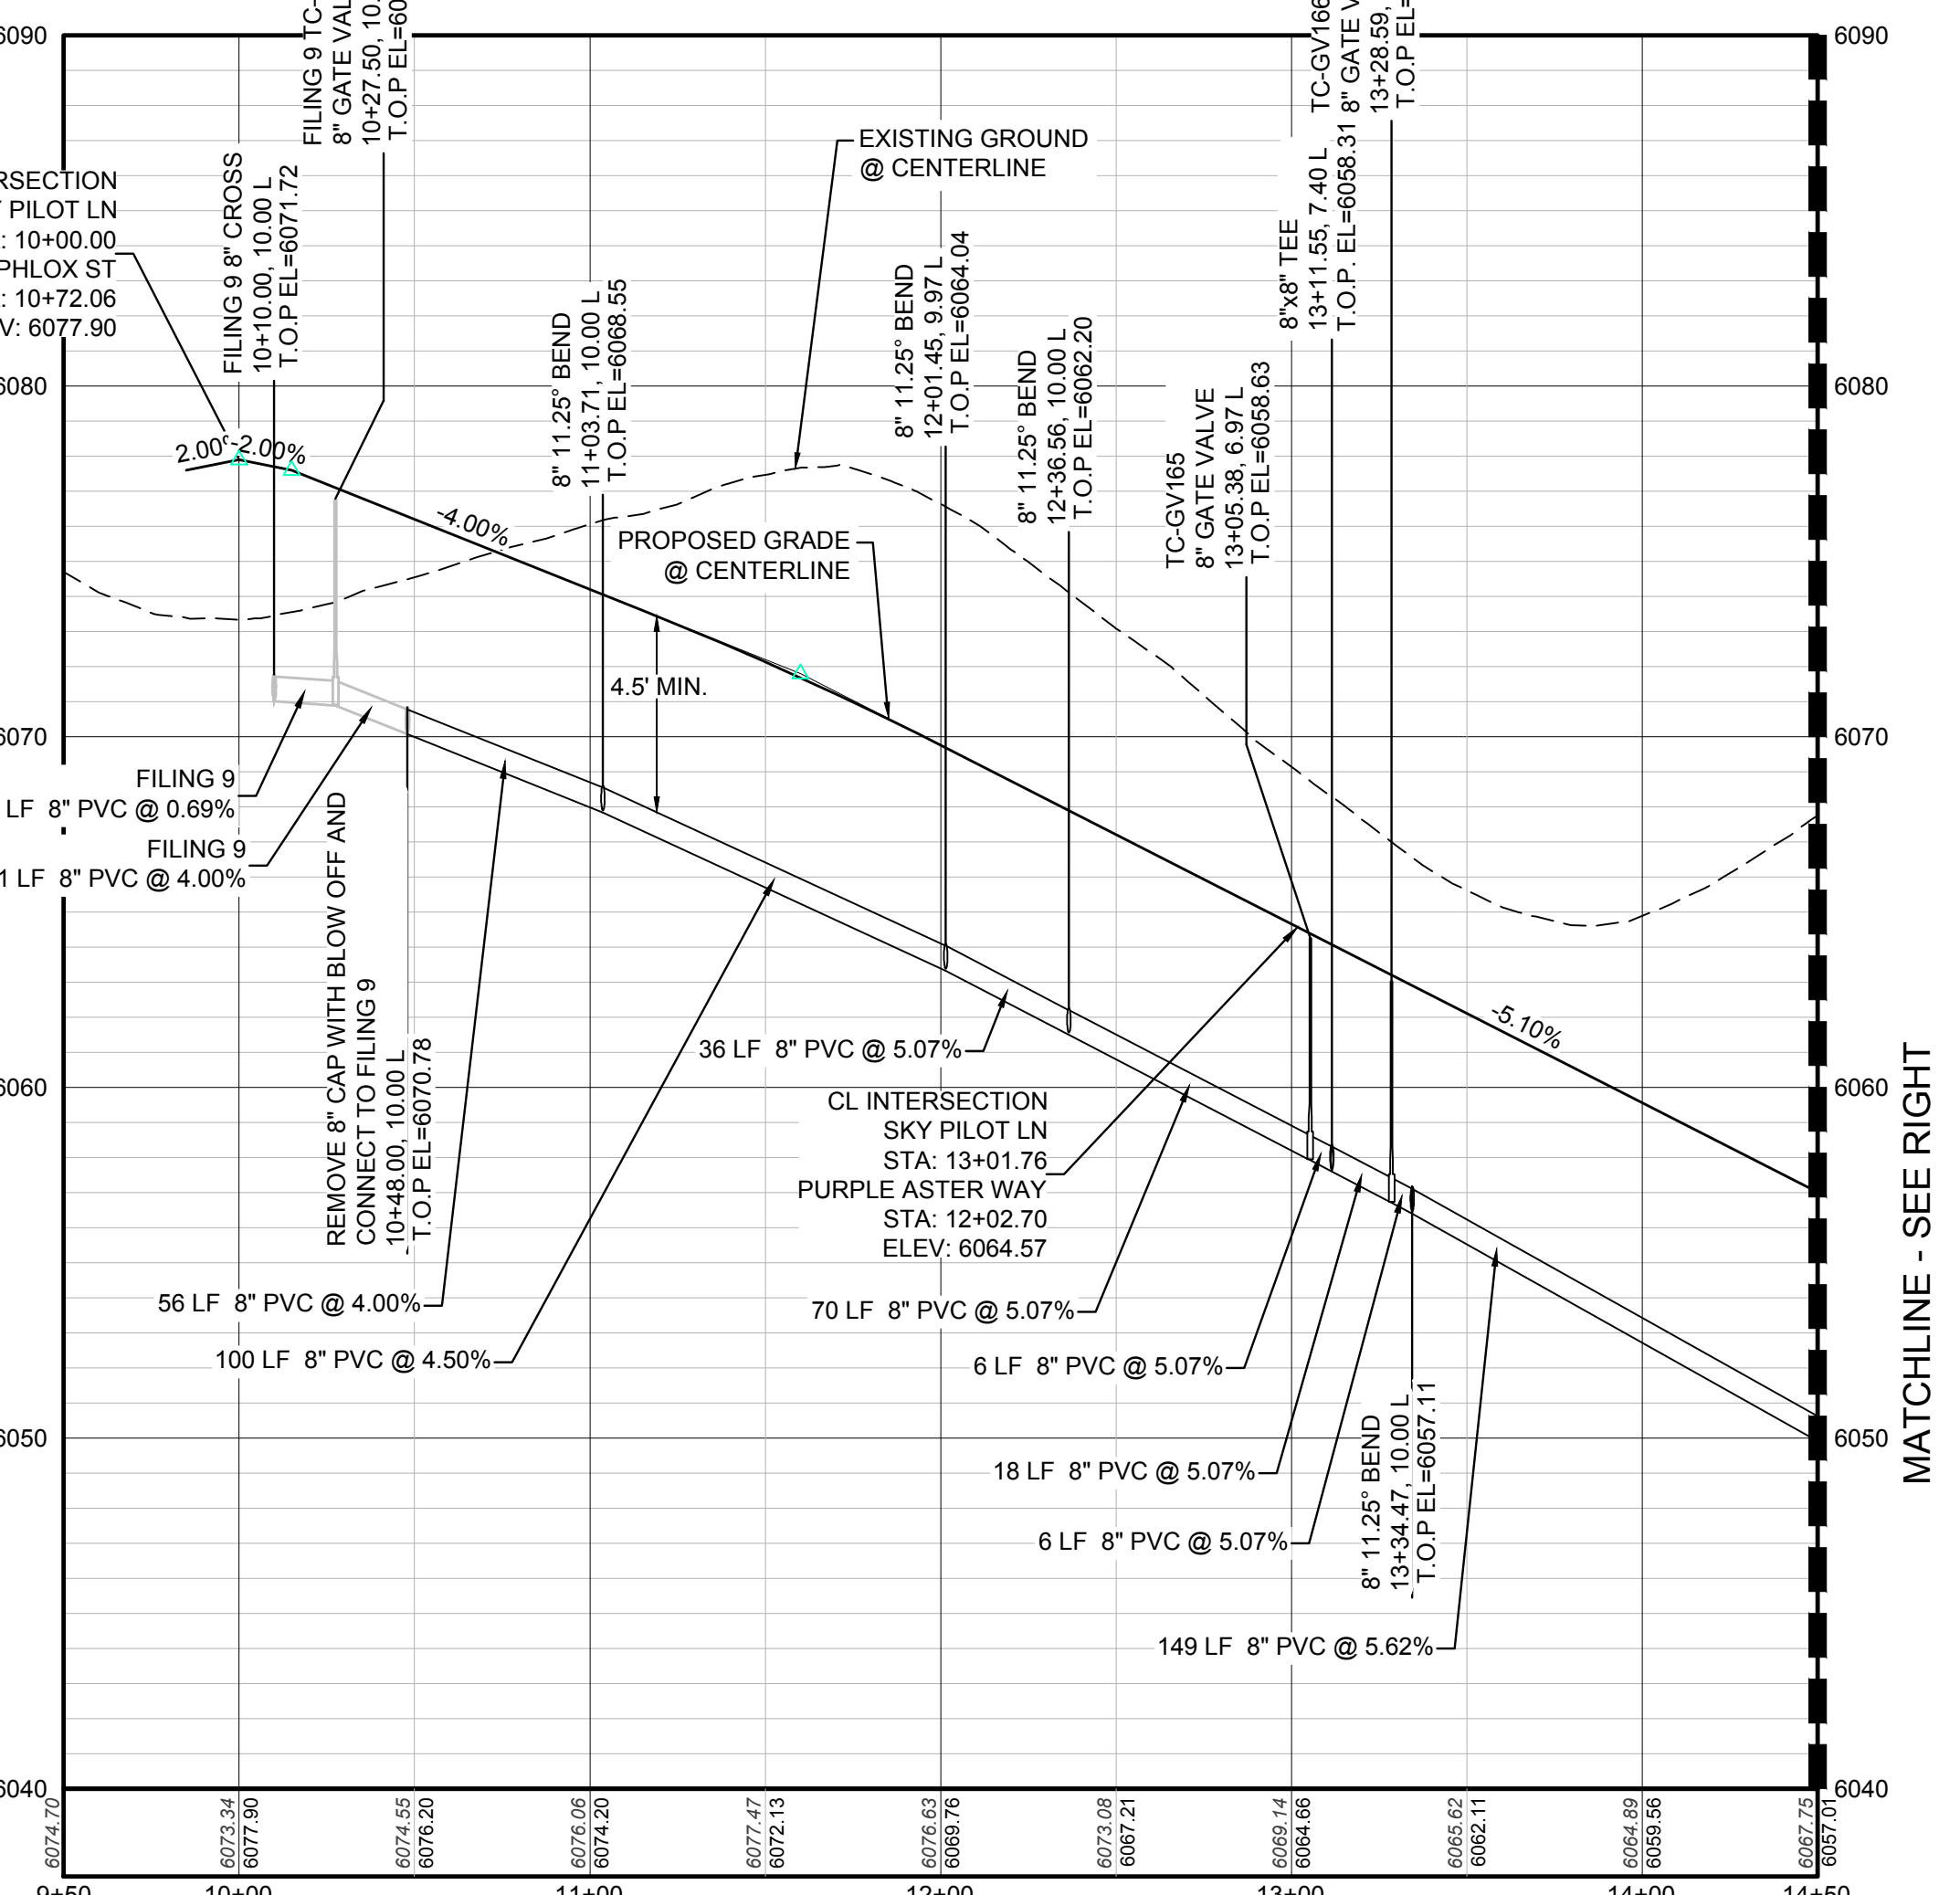 FILING 9 TC-
8" GATE VAL
10+27.50, 10.
T.O.P EL=60
TC-GV166
8" GATE V
13+28.59,
T.O.P EL=
6090
6090
EXISTING GROUND
@ CENTERLINE
RSECTION
PILOT LN
: 10+00.00
PHLOX ST
: 10+72.06
V: 6077.90
FILING 9 8" CROSS
10+10.00, 10.00 L
T.O.P EL=6071.72
8"x8" TEE
13+11.55, 7.40 L
T.O.P. EL=6058.31
8" 11.25° BEND
12+01.45, 9.97 L
T.O.P EL=6064.04
8" 11.25° BEND
11+03.71, 10.00 L
T.O.P EL=6068.55
8" 11.25° BEND
12+36.56, 10.00 L
T.O.P EL=6062.20
TC-GV165
8" GATE VALVE
13+05.38, 6.97 L
T.O.P EL=6058.63
6080
6080
2.00%
-2.00%
-4.00%
PROPOSED GRADE
@ CENTERLINE
4.5' MIN.
6070
6070
FILING 9
LF 8" PVC @ 0.69%
FILING 9
1 LF 8" PVC @ 4.00%
REMOVE 8" CAP WITH BLOW OFF AND
CONNECT TO FILING 9
10+48.00, 10.00 L
T.O.P EL=6070.78
-5.10%
36 LF 8" PVC @ 5.07%
6060
6060
CL INTERSECTION
SKY PILOT LN
STA: 13+01.76
PURPLE ASTER WAY
STA: 12+02.70
ELEV: 6064.57
MATCHLINE - SEE RIGHT
56 LF 8" PVC @ 4.00%
70 LF 8" PVC @ 5.07%
100 LF 8" PVC @ 4.50%
6 LF 8" PVC @ 5.07%
6050
6050
18 LF 8" PVC @ 5.07%
8" 11.25° BEND
13+34.47, 10.00 L
T.O.P EL=6057.11
6 LF 8" PVC @ 5.07%
149 LF 8" PVC @ 5.62%
6040
6040
6074.70
6073.34
6077.90
6074.55
6076.20
6076.06
6074.20
6077.47
6072.13
6076.63
6069.76
6073.08
6067.21
6069.14
6064.66
6065.62
6062.11
6064.89
6059.56
6067.75
6057.01
9+50
10+00
11+00
12+00
13+00
14+00
14+50